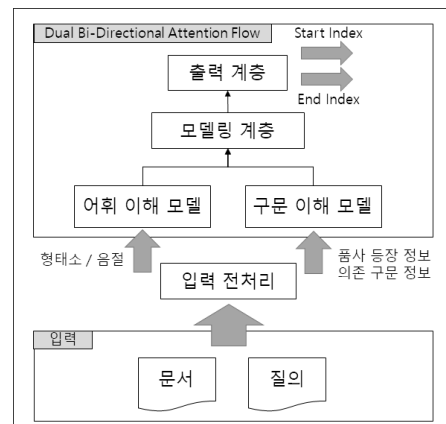 Dual Bi-Directional Attention Flow
Start Index
출력 계층
End Index
모델링 계층
어휘 이해 모델
구문 이해 모델
형태소 / 음절
품사 등장 정보
의존 구문 정보
입력 전처리
입력
문서
질의